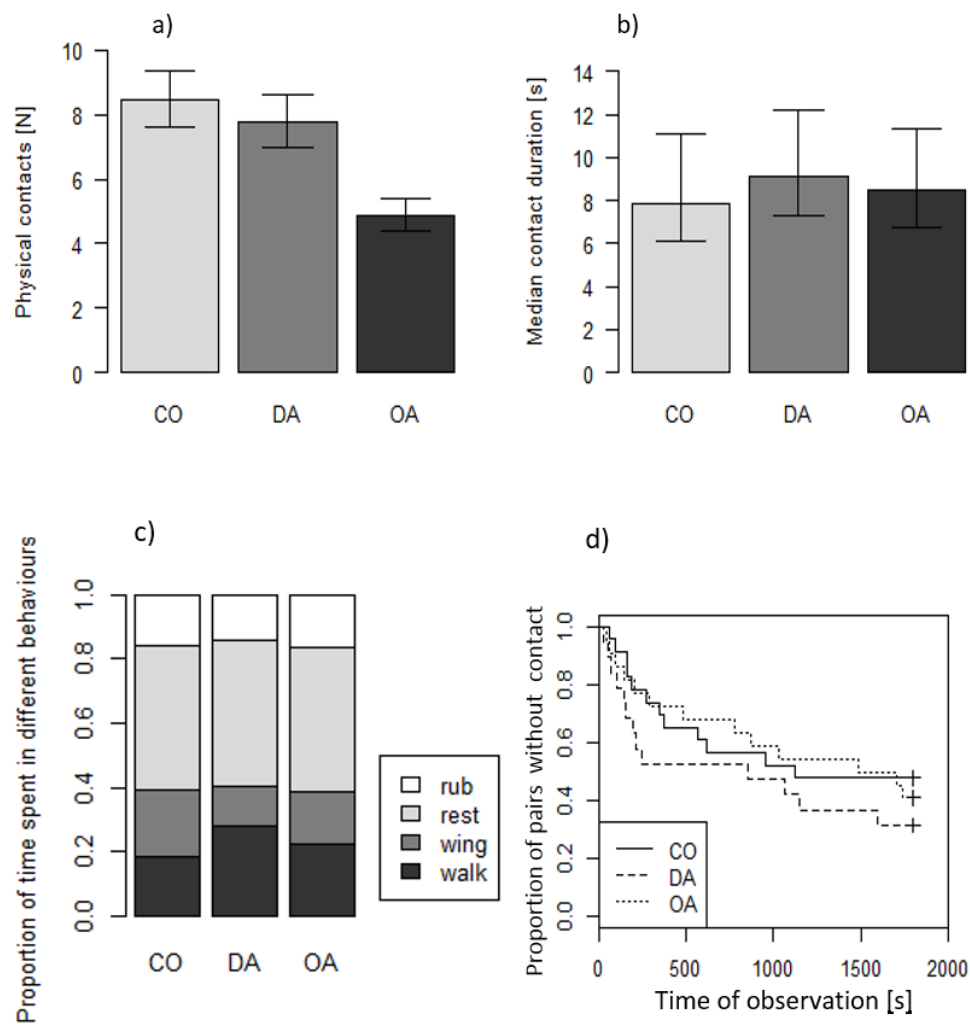 a)
Physical contacts [N]
10
8
6
4
2
0
CO DA OA
b)
Median contact duration [s]
14
12
10
8
6
4
2
0
CO DA OA
c)
Proportion of time spent in different behaviours
1.0
0.8
0.6
0.4
0.2
0.0
CO DA OA
rub
rest
wing
walk
d)
Proportion of pairs without contact
1.0
0.8
0.6
0.4
0.2
0.0
CO
DA
OA
0 500 1000 1500 2000
Time of observation [s]